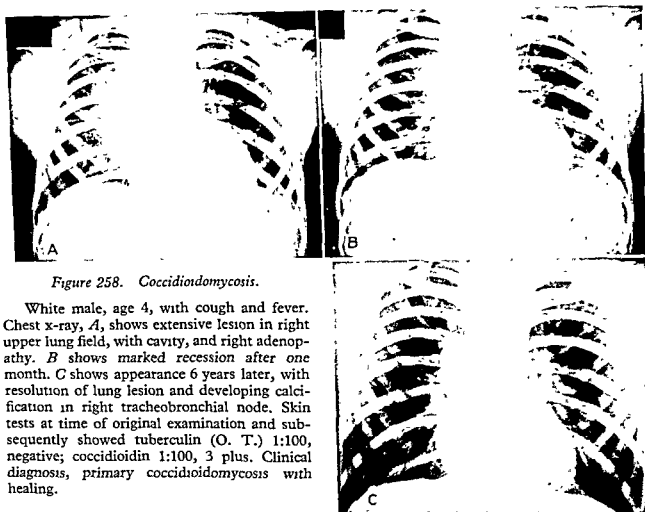 A
B
Figure 258. Coccidioidomycosis.
White male, age 4, with cough and fever.
Chest x-ray, A, shows extensive lesion in right
upper lung field, with cavity, and right adenop-
athy. B shows marked recession after one
month. C shows appearance 6 years later, with
resolution of lung lesion and developing calci-
fication in right tracheobronchial node. Skin
tests at time of original examination and sub-
sequently showed tuberculin (O. T.) 1:100,
negative; coccidioidin 1:100, 3 plus. Clinical
diagnosis, primary coccidioidomycosis with
healing.
C